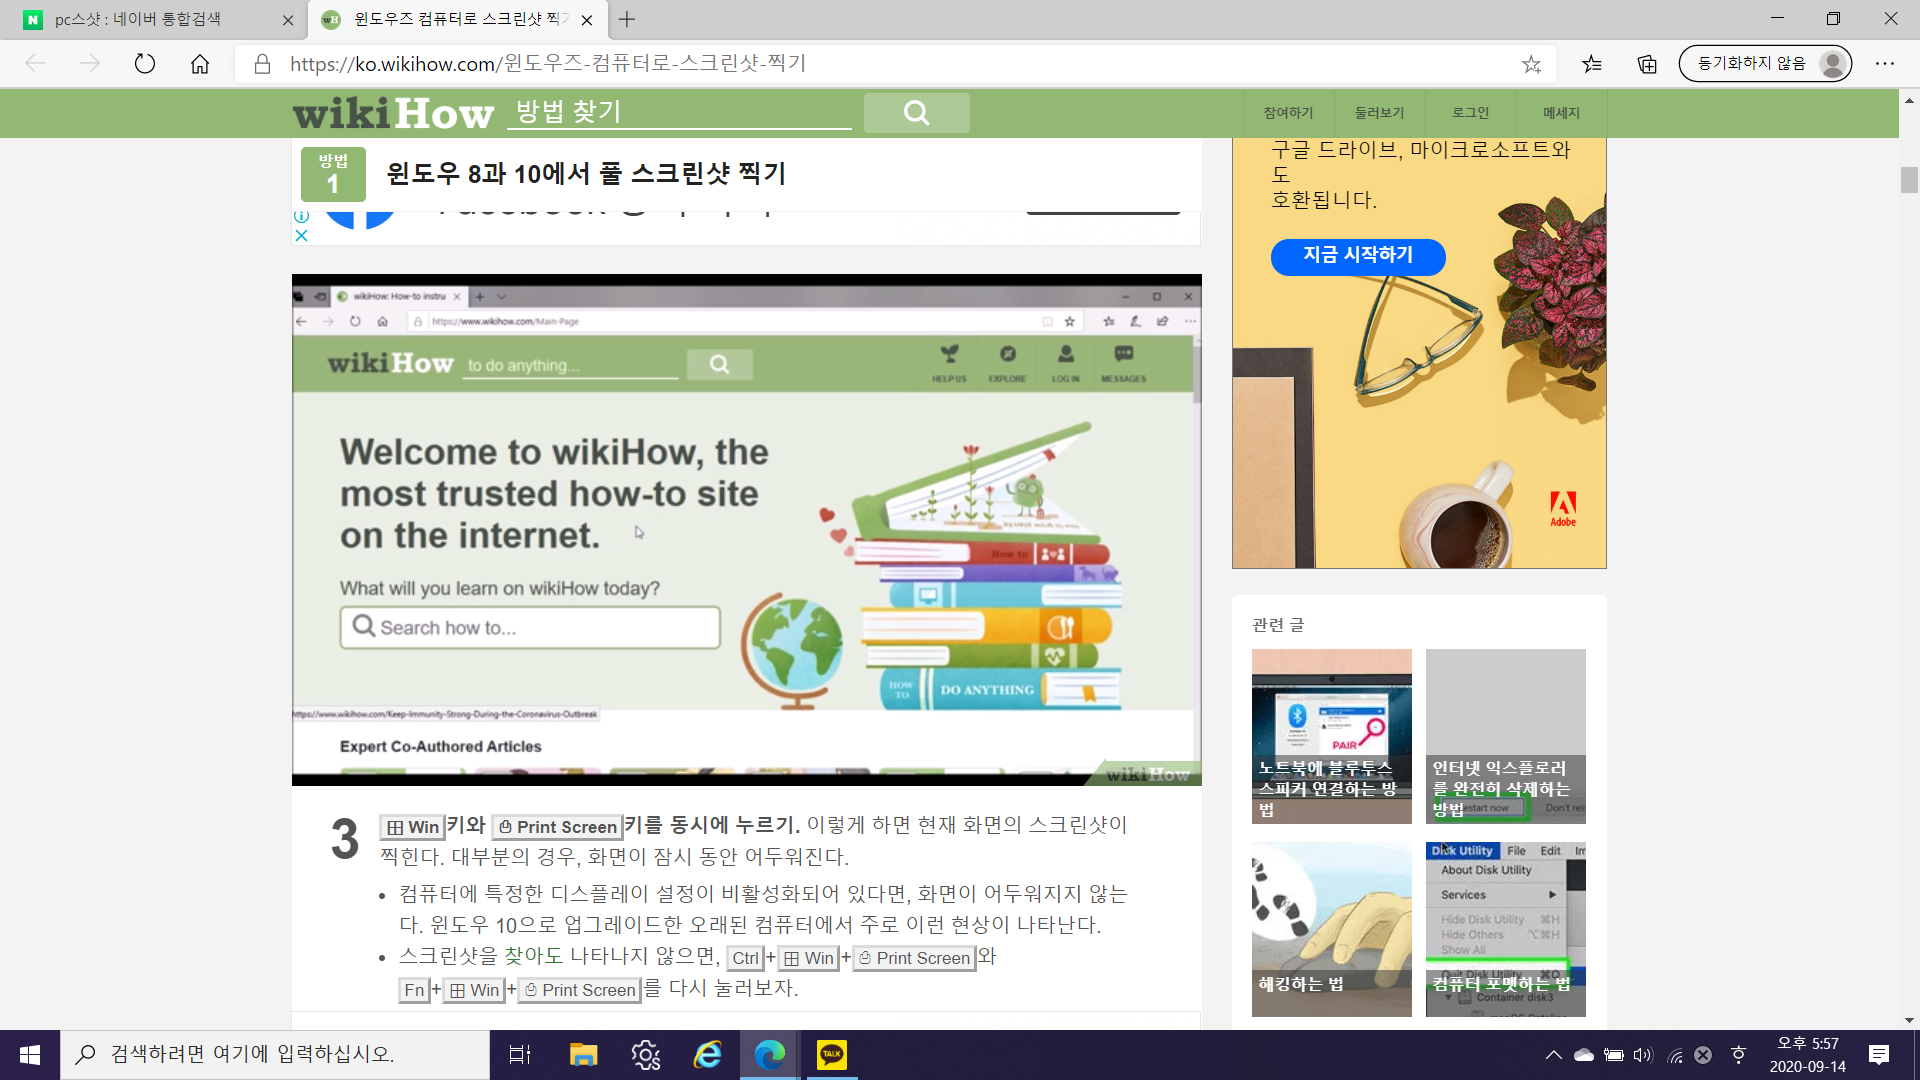 pc스샷 : 네이버 통합검색
윈도우즈 컴퓨터로 스크린샷 찍기
https://ko.wikihow.com/윈도우즈-컴퓨터로-스크린샷-찍기
동기화하지 않음
wikiHow 방법 찾기
참여하기 둘러보기 로그인 메세지
방법
1
윈도우 8과 10에서 풀 스크린샷 찍기
wikiHow: How-to instru
https://www.wikihow.com/Main-Page
wikiHow to do anything...
HELP US EXPLORE LOG IN MESSAGES
Welcome to wikiHow, the
most trusted how-to site
on the internet.
What will you learn on wikiHow today?
Search how to...
How to
HOW
TO
DO ANYTHING
https://www.wikihow.com/Keep-Immunity-Strong-During-the-Coronavirus-Outbreak
Expert Co-Authored Articles
wikiHow
3
Win키와 Print Screen키를 동시에 누르기. 이렇게 하면 현재 화면의 스크린샷이
찍힌다. 대부분의 경우, 화면이 잠시 동안 어두워진다.
컴퓨터에 특정한 디스플레이 설정이 비활성화되어 있다면, 화면이 어두워지지 않는
다. 윈도우 10으로 업그레이드한 오래된 컴퓨터에서 주로 이런 현상이 나타난다.
스크린샷을 찾아도 나타나지 않으면, Ctrl+Win+Print Screen와
Fn+Win+Print Screen를 다시 눌러보자.
구글 드라이브, 마이크로소프트와
도
호환됩니다.
지금 시작하기
Adobe
관련 글
PAIR
노트북에 블루투스
스피커 연결하는 방
법
인터넷 익스플로러
를 완전히 삭제하는
방법
estart now
Don't res
해킹하는 법
Disk Utility File Edit Im
About Disk Utility
Services
Hide Disk Utility ⌘H
Hide Others ⌥⌘H
Show All
Quit Disk Utility ⌘Q
컴퓨터 포맷하는 법
Container disk3
검색하려면 여기에 입력하십시오.
TALK
오후 5:57
2020-09-14